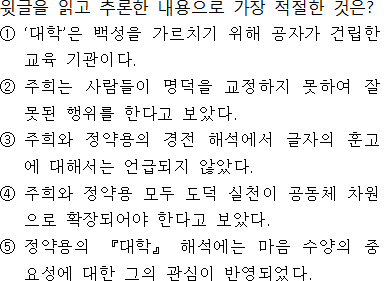 윗글을 읽고 추론한 내용으로 가장 적절한 것은?
① ‘대학’은 백성을 가르치기 위해 공자가 건립한
교육 기관이다.
② 주희는 사람들이 명덕을 교정하지 못하여 잘
못된 행위를 한다고 보았다.
③ 주희와 정약용의 경전 해석에서 글자의 훈고
에 대해서는 언급되지 않았다.
④ 주희와 정약용 모두 도덕 실천이 공동체 차원
으로 확장되어야 한다고 보았다.
⑤ 정약용의 『대학』 해석에는 마음 수양의 중
요성에 대한 그의 관심이 반영되었다.